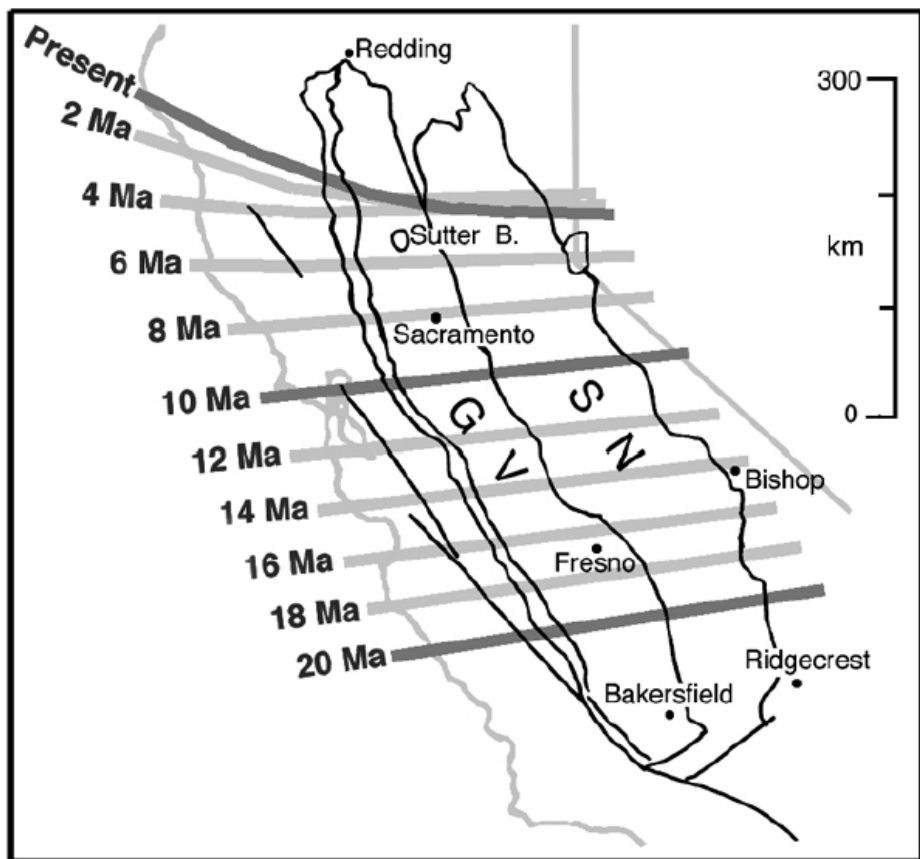 Present
Redding
300
2 Ma
4 Ma
Sutter B.
km
6 Ma
8 Ma
Sacramento
10 Ma
0
S
G
12 Ma
N
V
Bishop
14 Ma
Fresno
16 Ma
18 Ma
20 Ma
Ridgecrest
Bakersfield